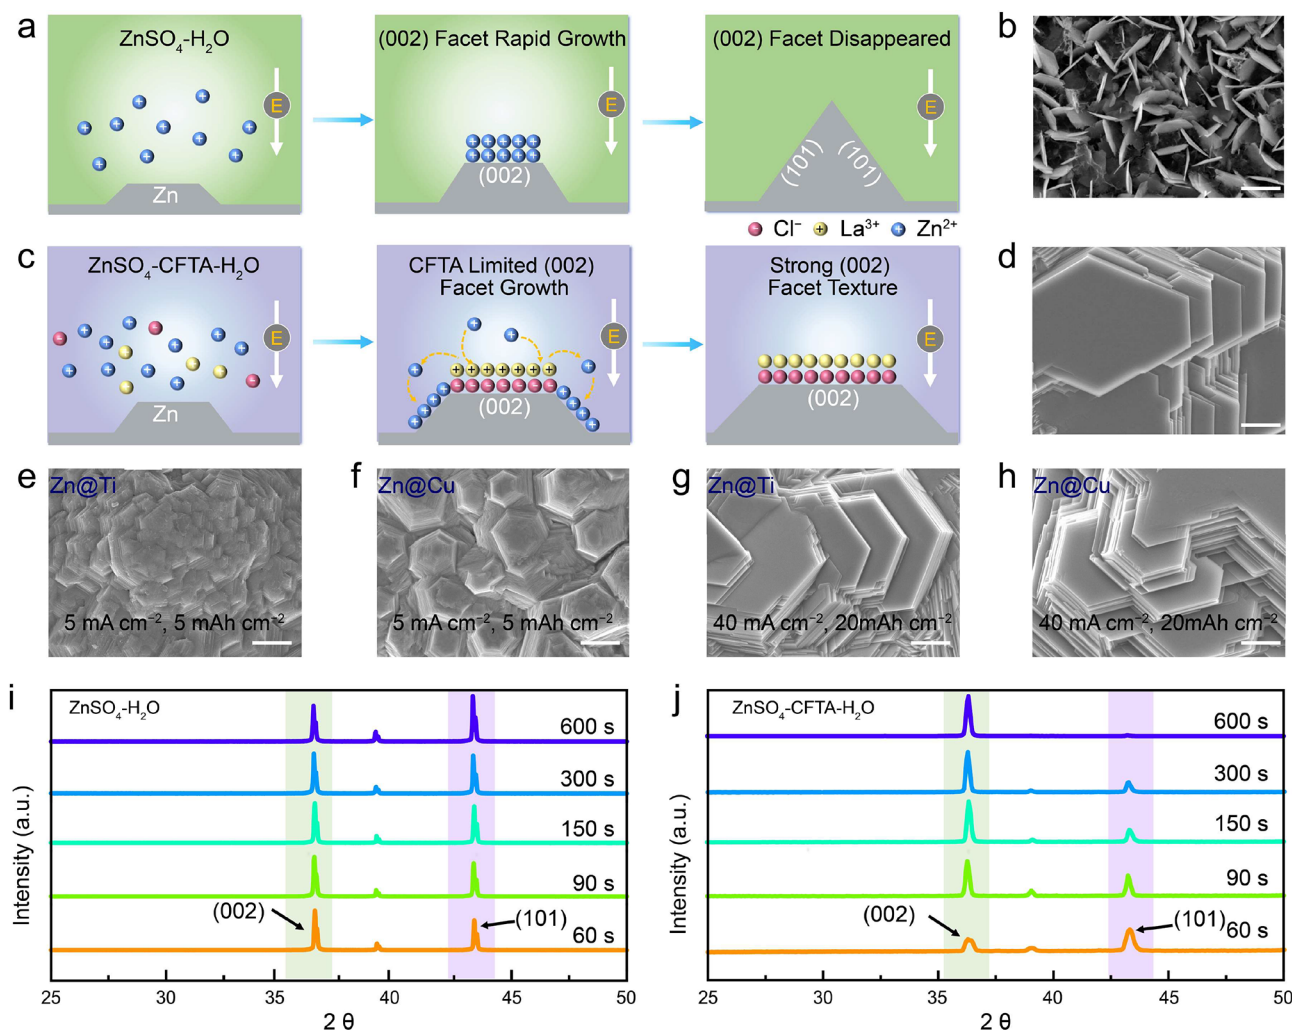 a
ZnSO₄-H₂O
E
Zn
(002) Facet Rapid Growth
E
(002)
(002) Facet Disappeared
E
(101) (101)
b
Cl⁻ La³⁺ Zn²⁺
c
ZnSO₄-CFTA-H₂O
E
Zn
CFTA Limited (002)
Facet Growth
E
(002)
Strong (002)
Facet Texture
E
(002)
d
e
Zn@Ti
5 mA cm⁻², 5 mAh cm⁻²
f
Zn@Cu
5 mA cm⁻², 5 mAh cm⁻²
g
Zn@Ti
40 mA cm⁻², 20mAh cm⁻²
h
Zn@Cu
40 mA cm⁻², 20mAh cm⁻²
i
ZnSO₄-H₂O
600 s
300 s
150 s
90 s
(002) (101)
60 s
Intensity (a.u.)
25 30 35 40 45 50
2 θ
j
ZnSO₄-CFTA-H₂O
600 s
300 s
150 s
90 s
(002) (101)
60 s
Intensity (a.u.)
25 30 35 40 45 50
2 θ